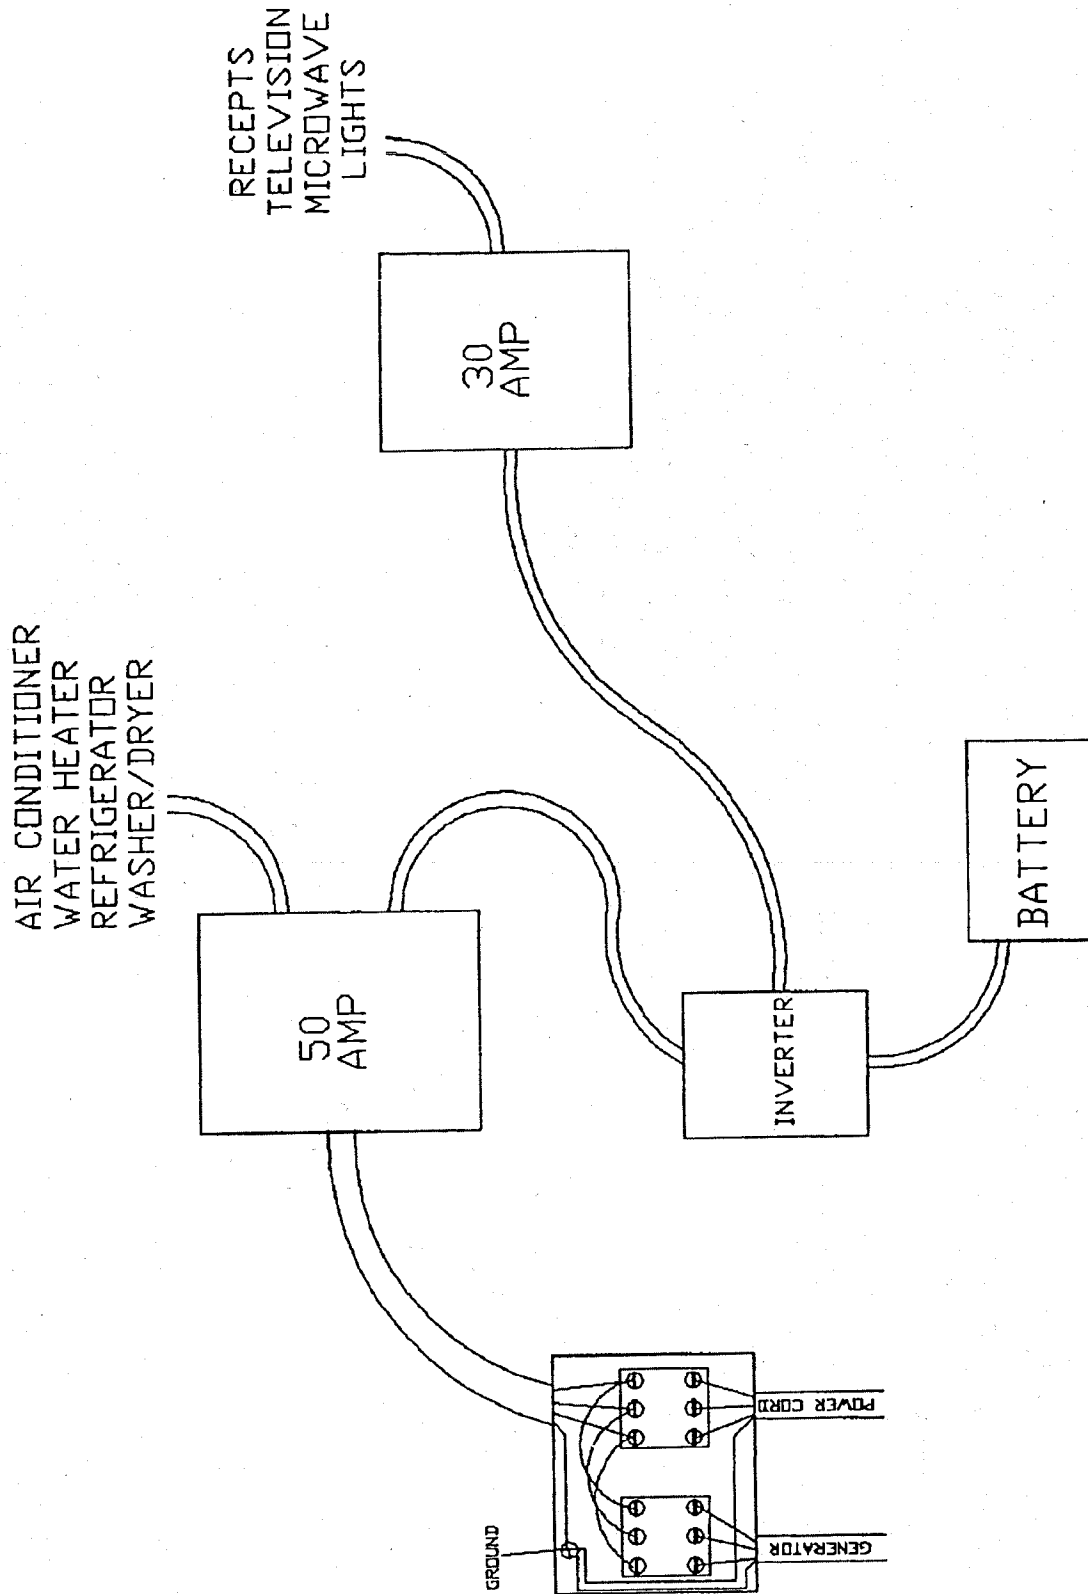 AIR CONDITIONER
WATER HEATER
REFRIGERATOR
WASHER/DRYER
RECEPTS
TELEVISION
MICROWAVE
LIGHTS
50
AMP
30
AMP
INVERTER
BATTERY
GROUND
GENERATOR
POWER CORD